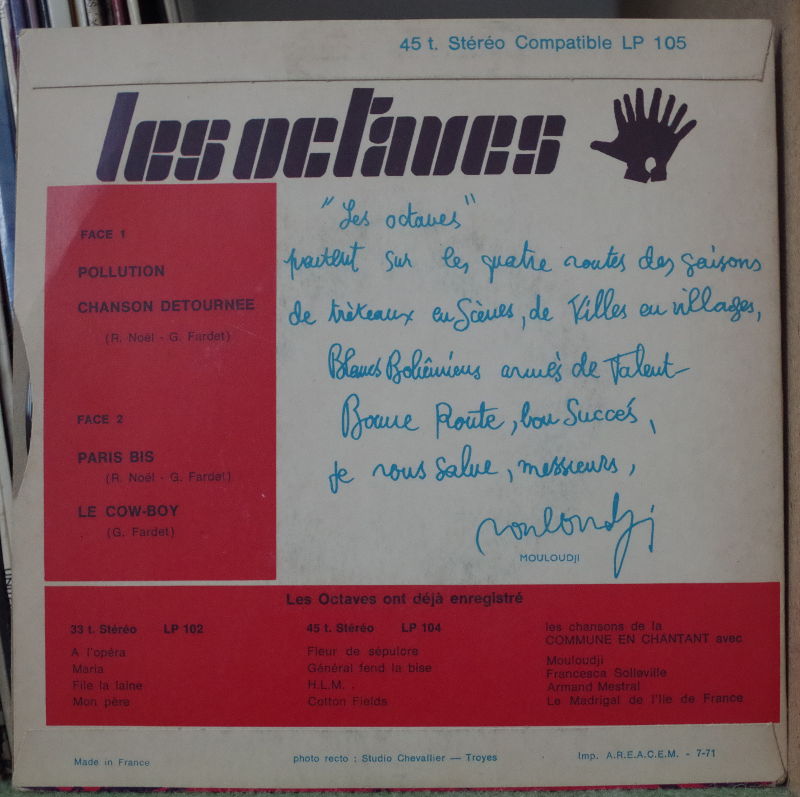 45 t. Stéréo Compatible LP 105
les octaves
FACE 1
POLLUTION
CHANSON DETOURNEE
(R. Noël - G. Fardet)
FACE 2
PARIS BIS
(R. Noël - G. Fardet)
LE COW-BOY
(G. Fardet)
"Les octaves"
partent sur les quatre routes des saisons
de trèteaux en Scènes, de Villes en villages,
Blancs Bohêmiens armés de Talent
Bonne Route, bon Succès,
je vous salue, messieurs,
Mouloudji
MOULOUDJI
Les Octaves ont déjà enregistré
33 t. Stéréo LP 102
A l'opéra
Maria
File la laine
Mon père
45 t. Stéréo LP 104
Fleur de sépulcre
Général fend la bise
H.L.M. .
Cotton Fields
les chansons de la
COMMUNE EN CHANTANT avec
Mouloudji
Francesca Solleville
Armand Mestral
Le Madrigal de l'Ile de France
Made in France
photo recto : Studio Chevallier — Troyes
Imp. A.R.E.A.C.E.M. - 7-71